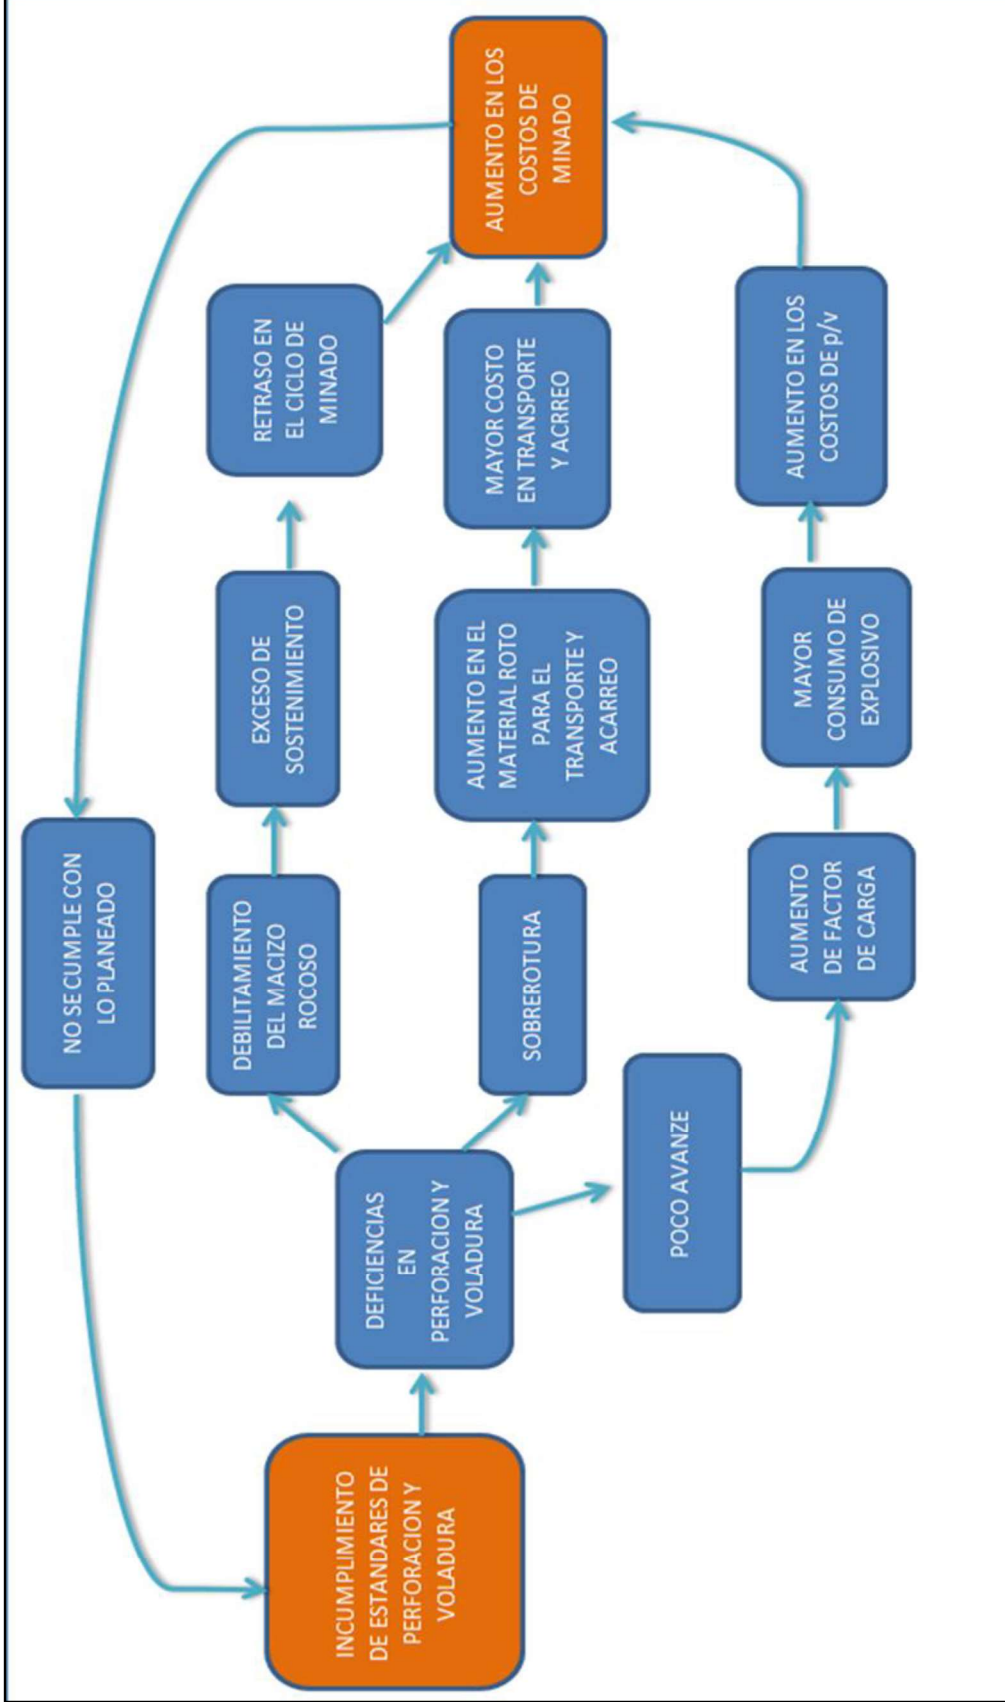 NO SE CUMPLE CON
LO PLANEADO
INCUMPLIMIENTO
DE ESTANDARES DE
PERFORACION Y
VOLADURA
DEFICIENCIAS
EN
PERFORACION Y
VOLADURA
DEBILITAMIENTO
DEL MACIZO
ROCOSO
EXCESO DE
SOSTENIMIENTO
RETRASO EN
EL CICLO DE
MINADO
SOBREROTURA
AUMENTO EN EL
MATERIAL ROTO
PARA EL
TRANSPORTE Y
ACARREO
MAYOR COSTO
EN TRANSPORTE
Y ACRREO
AUMENTO EN LOS
COSTOS DE
MINADO
POCO AVANZE
AUMENTO
DE FACTOR
DE CARGA
MAYOR
CONSUMO DE
EXPLOSIVO
AUMENTO EN LOS
COSTOS DE p/v